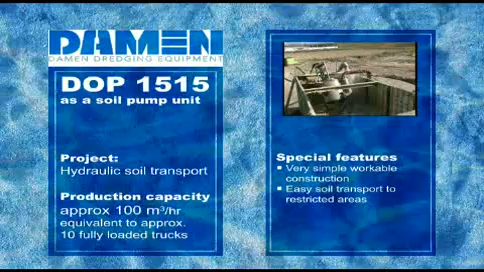 DAMEN
DAMEN DREDGING EQUIPMENT
DOP 1515
as a soil pump unit
Project:
Hydraulic soil transport
Production capacity
approx 100 m³/hr
equivalent to approx.
10 fully loaded trucks
Special features
▪ Very simple workable
construction
▪ Easy soil transport to
restricted areas